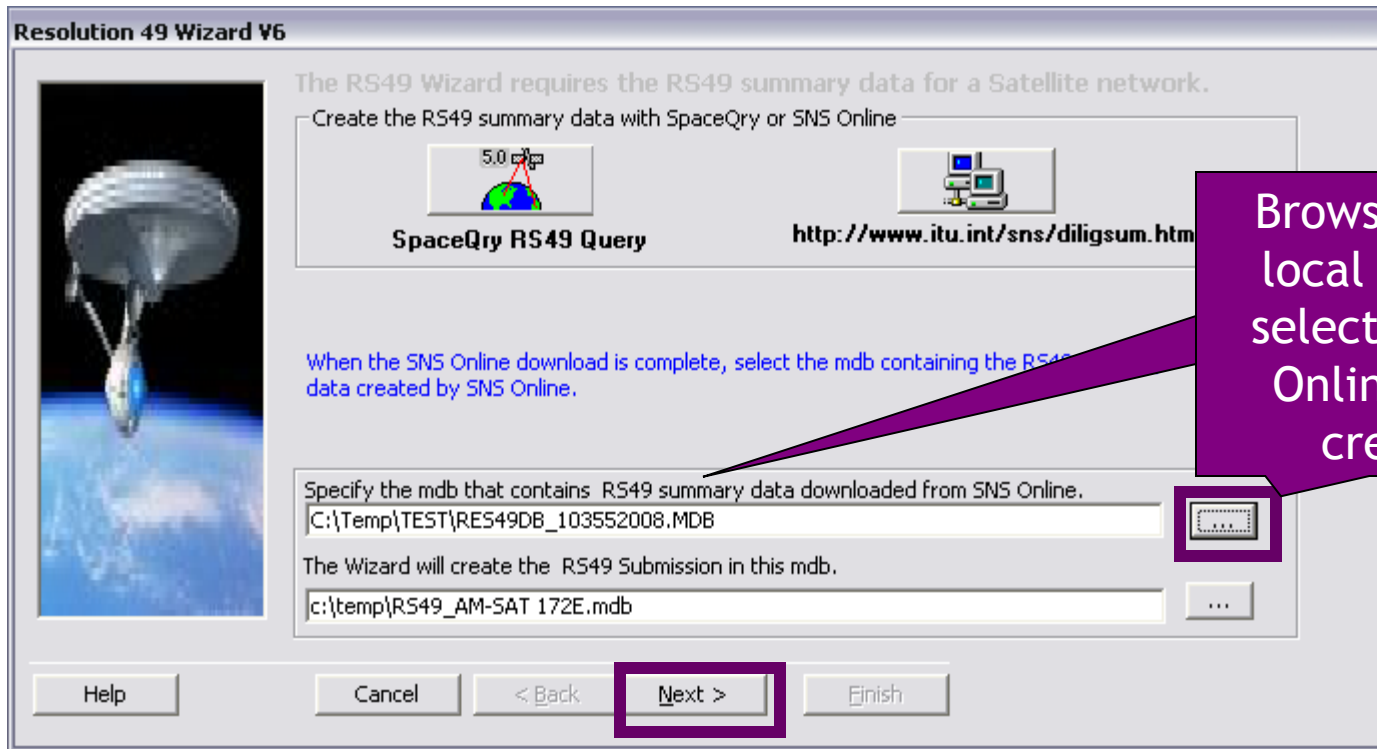 Resolution 49 Wizard V6
The RS49 Wizard requires the RS49 summary data for a Satellite network.
Create the RS49 summary data with SpaceQry or SNS Online
5.0
SpaceQry RS49 Query
http://www.itu.int/sns/diligsum.htm
When the SNS Online download is complete, select the mdb containing the RS49
data created by SNS Online.
local
select
Specify the mdb that contains RS49 summary data downloaded from SNS Online.
C:\Temp\TEST\RES49DB_103552008.MDB
...
The Wizard will create the RS49 Submission in this mdb.
c:\temp\RS49_AM-SAT 172E.mdb
...
Help
Cancel
< Back
Next >
Finish